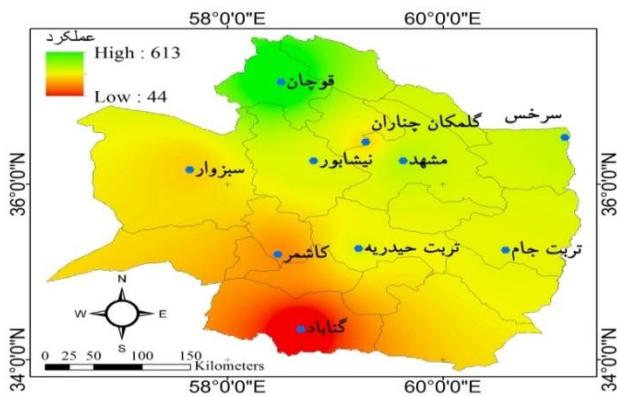 58°0'0"E 60°0'0"E
عملکرد
High : 613
Low : 44
قوچان
سرخس
گلمکان چناران
نیشابور
مشهد
سبزوار
36°0'0"N 36°0'0"N
کاشمر
تربت حیدریه
تربت جام
گناباد
N
W E
S
0 25 50 100 150
Kilometers
34°0'0"N 34°0'0"N
58°0'0"E 60°0'0"E